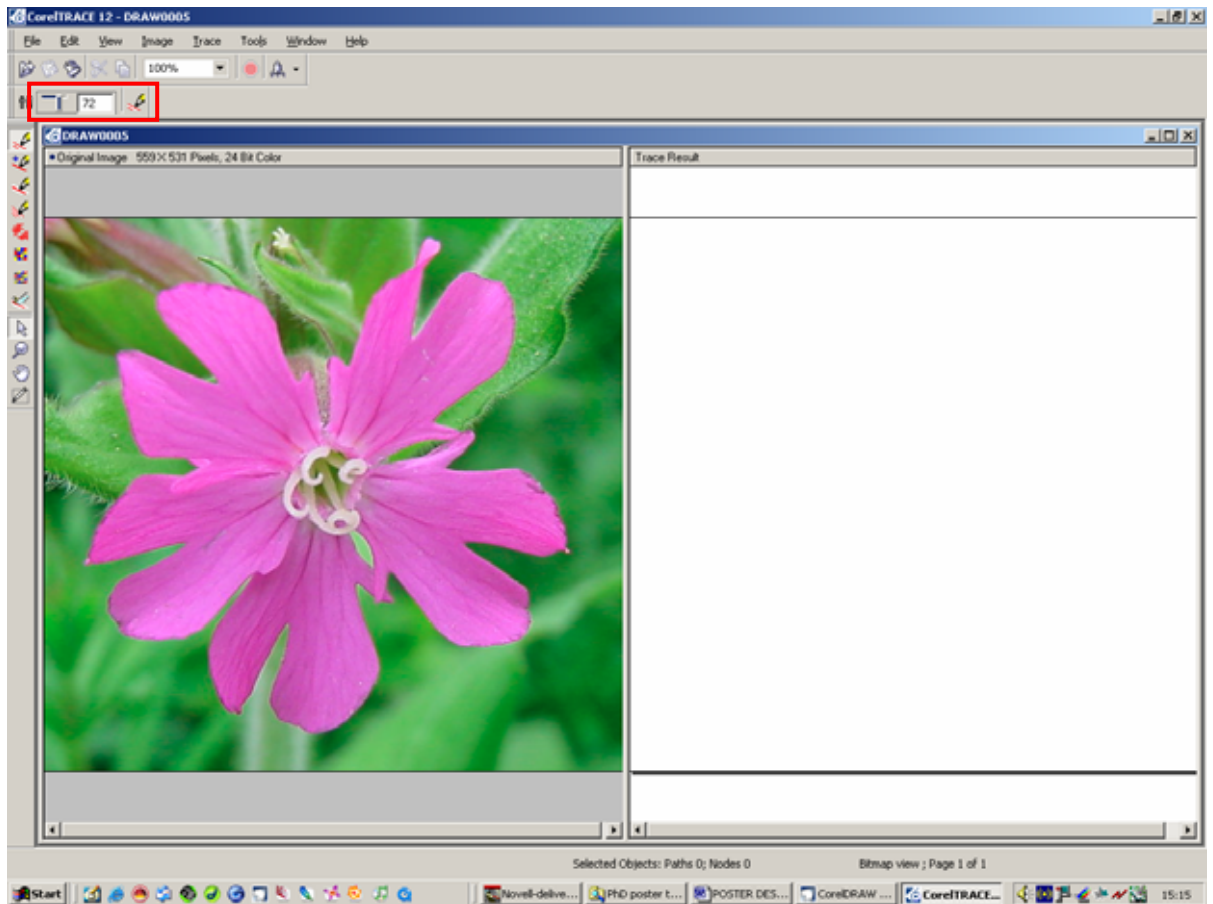 CorelTRACE 12 - DRAW0005
File Edit View Image Trace Tools Window Help
100%
72
DRAW0005
Original Image 559 X 531 Pixels, 24 Bit Color
Trace Result
Selected Objects: Paths 0; Nodes 0
Bitmap view ; Page 1 of 1
Start
Novell-delive...
PhD poster t...
POSTER DES...
CorelDRAW ...
CorelTRACE...
15:15